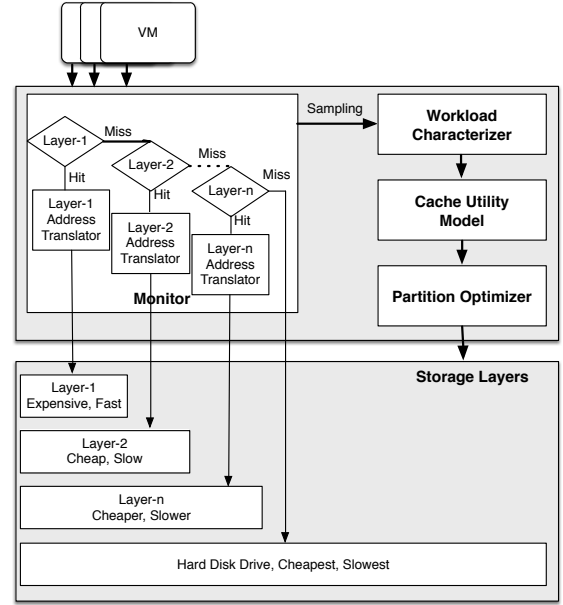 VM
Sampling
Workload
Characterizer
Layer-1
Miss
Layer-2
Miss
Layer-n
Miss
Hit
Hit
Hit
Layer-1
Address
Translator
Layer-2
Address
Translator
Layer-n
Address
Translator
Monitor
Cache Utility
Model
Partition Optimizer
Storage Layers
Layer-1
Expensive, Fast
Layer-2
Cheap, Slow
Layer-n
Cheaper, Slower
Hard Disk Drive, Cheapest, Slowest